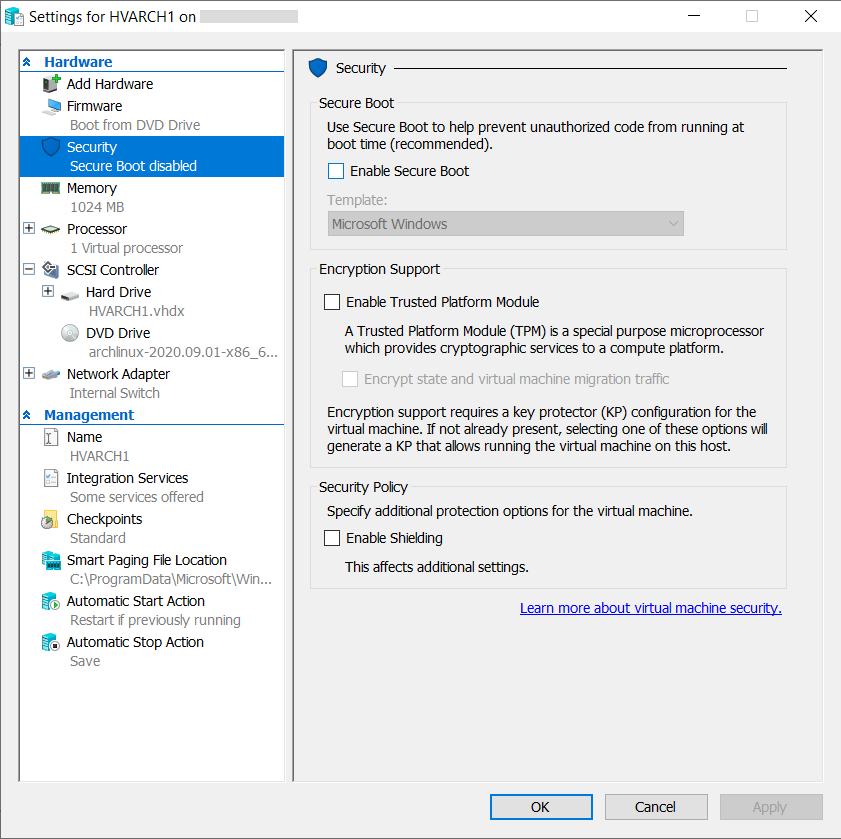 Settings for HVARCH1 on
Hardware
Add Hardware
Firmware
Boot from DVD Drive
Security
Secure Boot disabled
Memory
1024 MB
Processor
1 Virtual processor
SCSI Controller
Hard Drive
HVARCH1.vhdx
DVD Drive
archlinux-2020.09.01-x86_6...
Network Adapter
Internal Switch
Management
Name
HVARCH1
Integration Services
Some services offered
Checkpoints
Standard
Smart Paging File Location
C:\ProgramData\Microsoft\Win...
Automatic Start Action
Restart if previously running
Automatic Stop Action
Save
Security
Secure Boot
Use Secure Boot to help prevent unauthorized code from running at
boot time (recommended).
Enable Secure Boot
Template:
Microsoft Windows
Encryption Support
Enable Trusted Platform Module
A Trusted Platform Module (TPM) is a special purpose microprocessor
which provides cryptographic services to a compute platform.
Encrypt state and virtual machine migration traffic
Encryption support requires a key protector (KP) configuration for the
virtual machine. If not already present, selecting one of these options will
generate a KP that allows running the virtual machine on this host.
Security Policy
Specify additional protection options for the virtual machine.
Enable Shielding
This affects additional settings.
Learn more about virtual machine security.
OK
Cancel
Apply